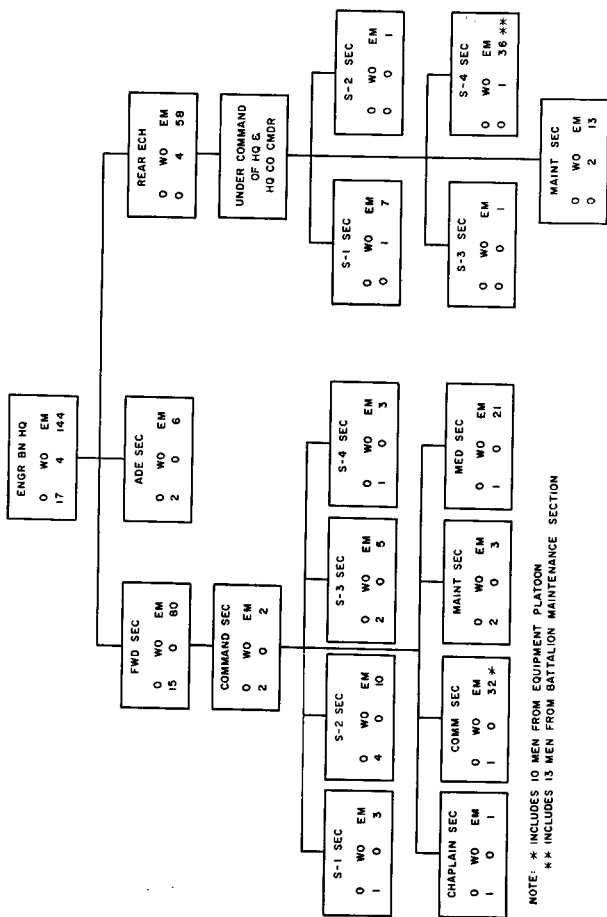 ENGR BN HQ
O WO EM
17 4 144
FWD SEC
O WO EM
15 0 80
ADE SEC
O WO EM
2 0 6
REAR ECH
O WO EM
0 4 58
COMMAND SEC
O WO EM
2 0 2
UNDER COMMAND
OF HQ &
HQ CO CMDR
S-1 SEC
O WO EM
1 0 3
S-2 SEC
O WO EM
4 0 10
S-3 SEC
O WO EM
2 0 5
S-4 SEC
O WO EM
1 0 3
S-1 SEC
O WO EM
0 1 7
S-2 SEC
O WO EM
0 0 1
CHAPLAIN SEC
O WO EM
1 0 1
COMM SEC
O WO EM
1 0 32*
MAINT SEC
O WO EM
2 0 3
MED SEC
O WO EM
1 0 21
S-3 SEC
O WO EM
0 0 1
S-4 SEC
O WO EM
0 1 36**
MAINT SEC
O WO EM
0 2 13
NOTE: * INCLUDES 10 MEN FROM EQUIPMENT PLATOON
** INCLUDES 13 MEN FROM BATTALION MAINTENANCE SECTION